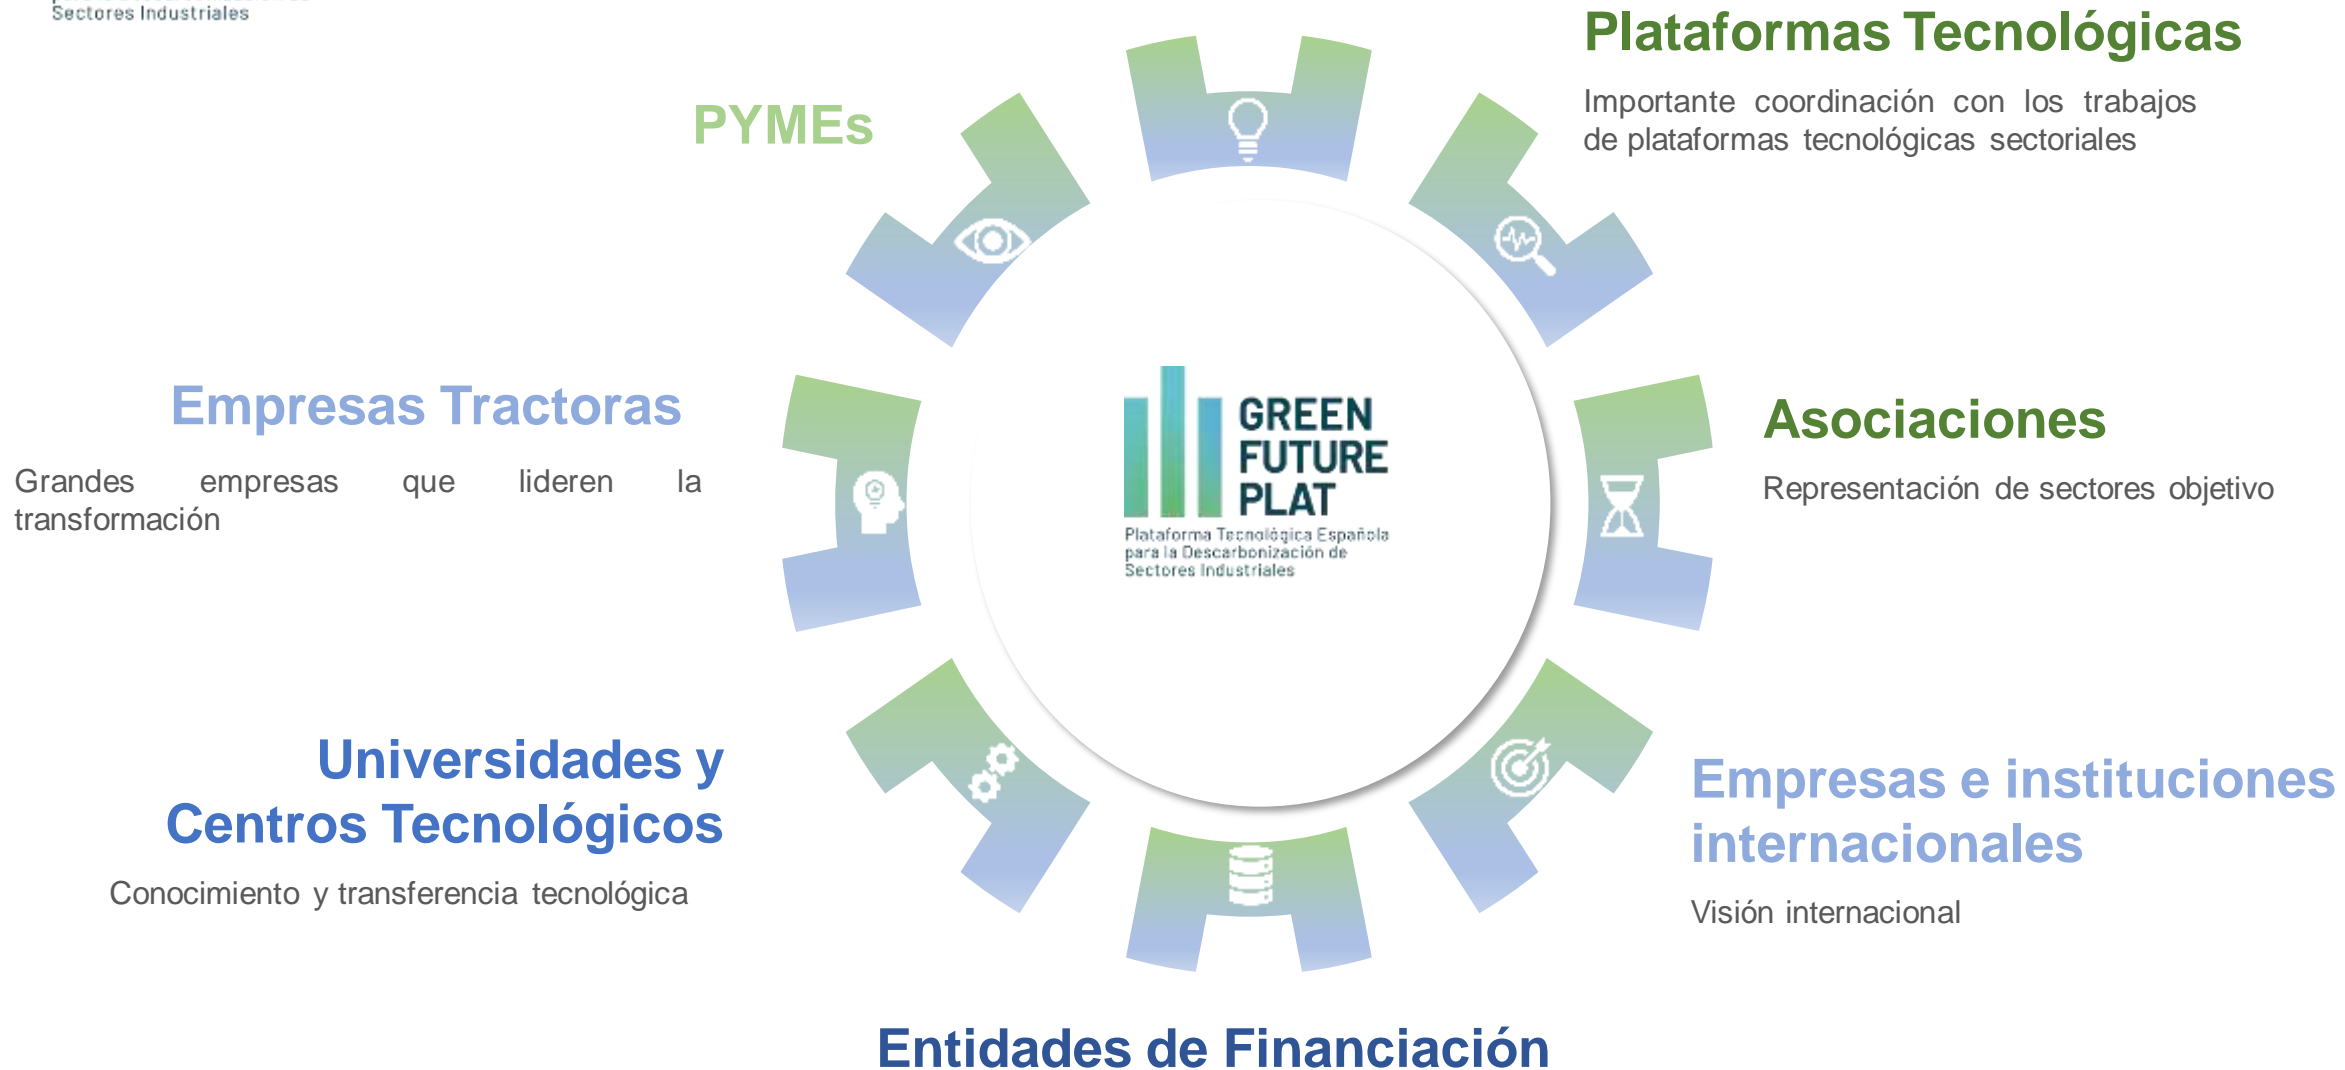 Sectores Industriales
Plataformas Tecnológicas
Importante coordinación con los trabajos
de plataformas tecnológicas sectoriales
PYMEs
Empresas Tractoras
Grandes empresas que lideren la
transformación
GREEN
FUTURE
PLAT
Plataforma Tecnológica Española
para la Descarbonización de
Sectores Industriales
Asociaciones
Representación de sectores objetivo
Universidades y
Centros Tecnológicos
Conocimiento y transferencia tecnológica
Empresas e instituciones
internacionales
Visión internacional
Entidades de Financiación